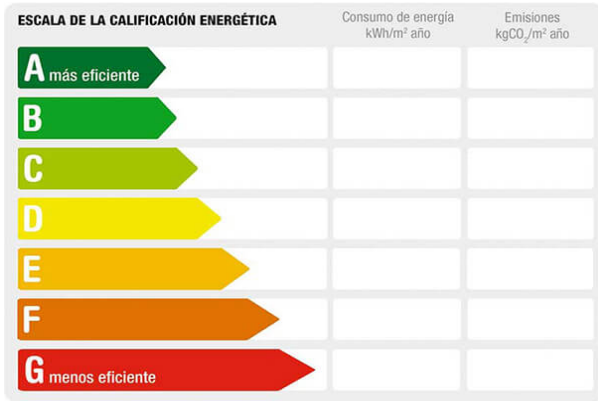 ESCALA DE LA CALIFICACIÓN ENERGÉTICA
Consumo de energía
kWh/m² año
Emisiones
kgCO₂/m² año
A más eficiente
B
C
D
E
F
G menos eficiente